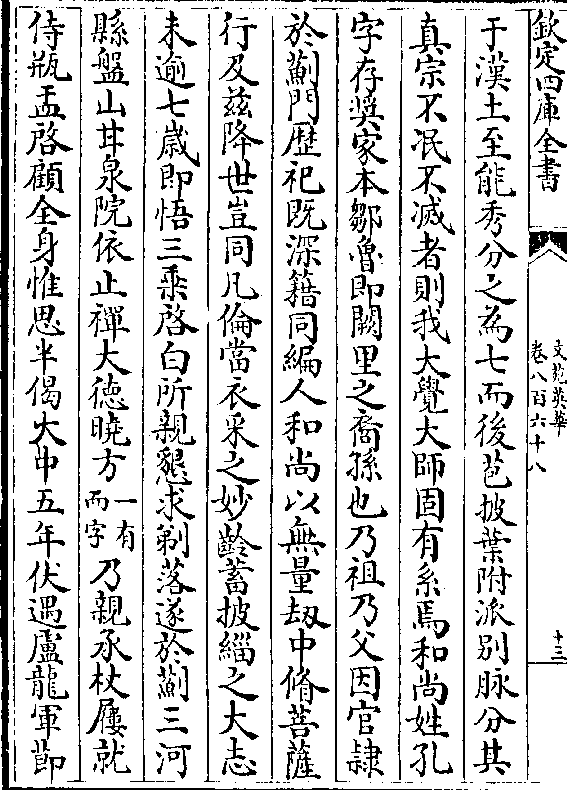 欽定四庫全書
文苑英華
卷八百六十八
十三
于漢土至能秀分之為七而後苞披葉附派别脉分其
真宗不泯不滅者則我大覺大師固有系焉和尚姓孔
字存奬家本鄒魯即闕里之裔孫也乃祖乃父因官隸
於薊門歴祀既深籍同編人和尚以無量刼中脩菩薩
行及兹降世豈同凡倫當衣采之妙齡蓄披緇之大志
未逾七歳即悟三乘啓白所親懇求剃落遂於薊三河
縣盤山甘泉院依止禪大徳曉方一有而字乃親承杖屨就
侍瓶盂啓顧全身惟思半偈大中五年伏遇盧龍軍節